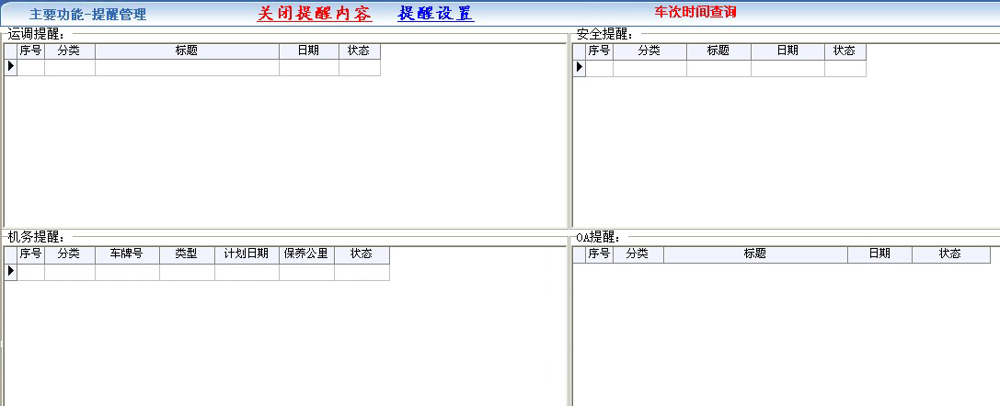 主要功能-提醒管理 关闭提醒内容 提醒设置 车次时间查询
运调提醒：
序号 分类 标题 日期 状态
安全提醒：
序号 分类 标题 日期 状态
机务提醒：
序号 分类 车牌号 类型 计划日期 保养公里 状态
OA提醒：
序号 分类 标题 日期 状态